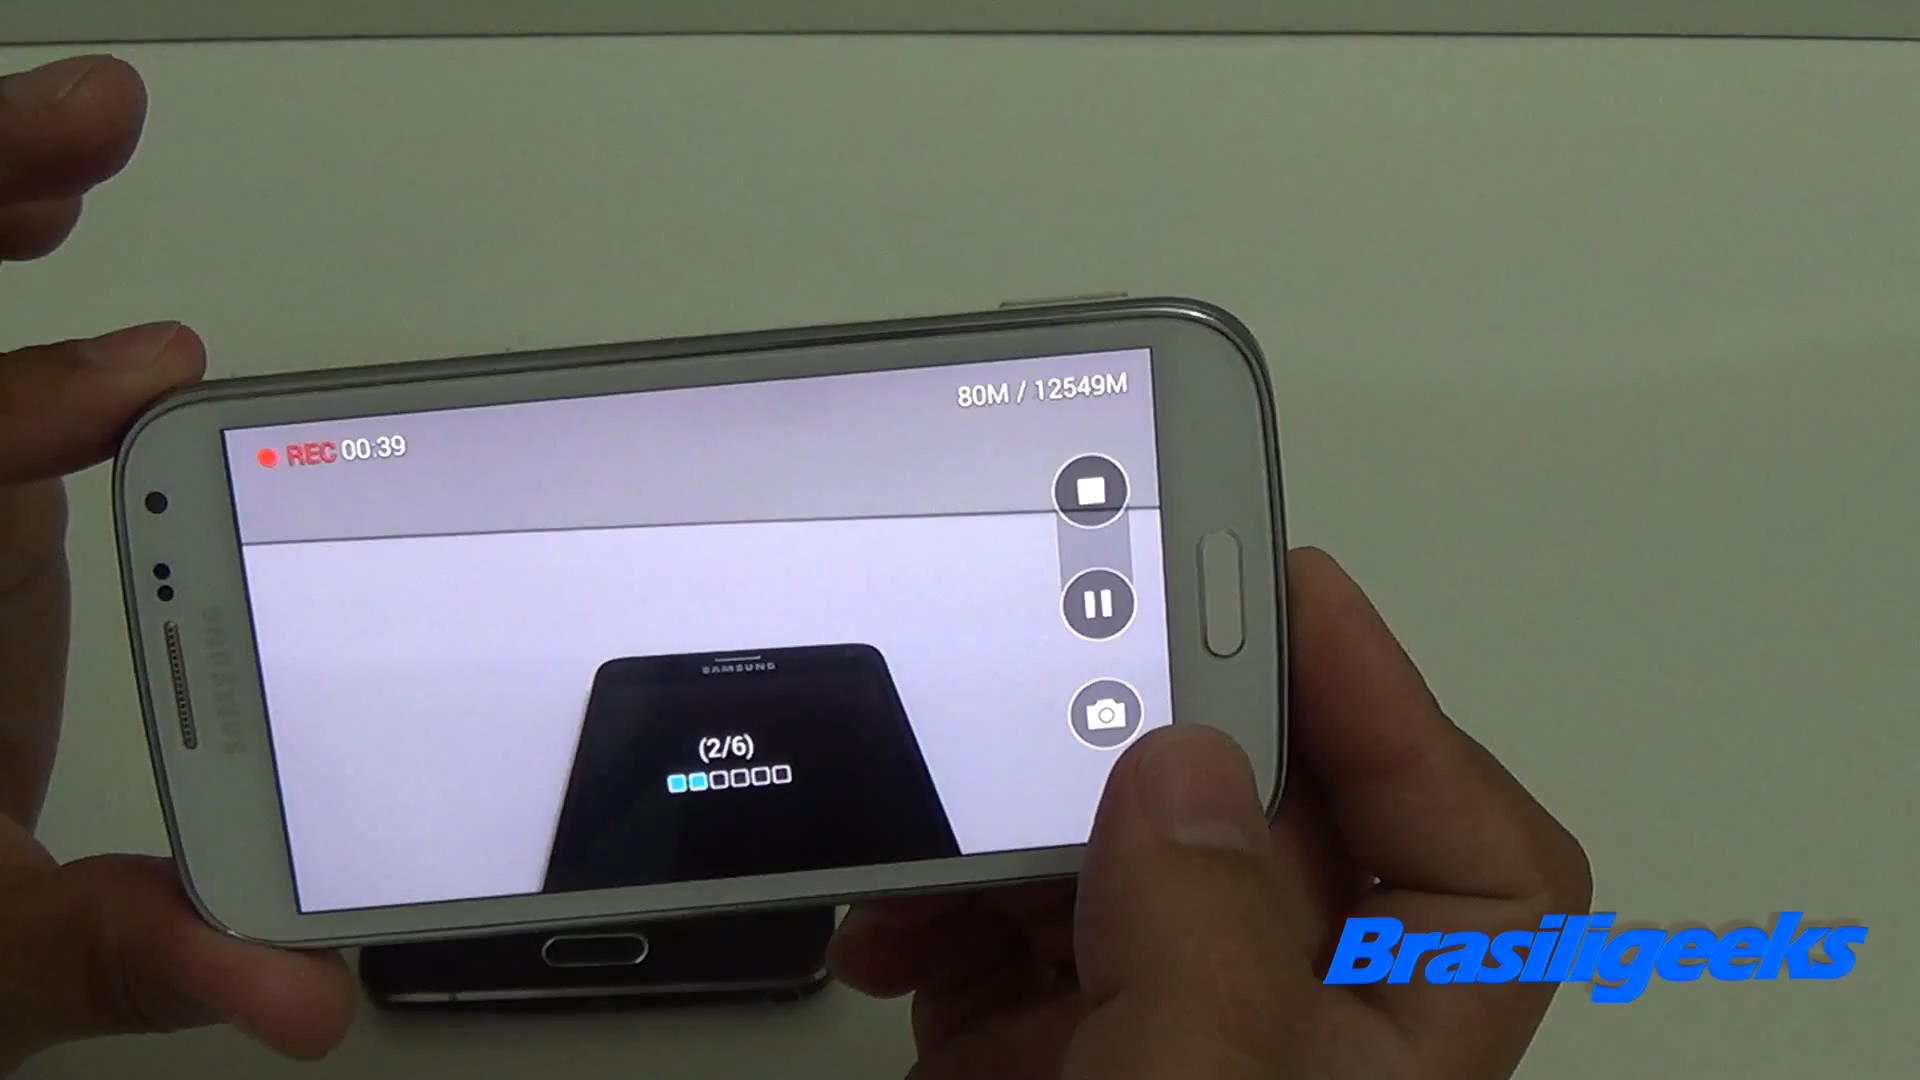 80M / 12549M
REC 00:39
SAMSUNG
SAMSUNG
(2/6)
Brasiligeeks